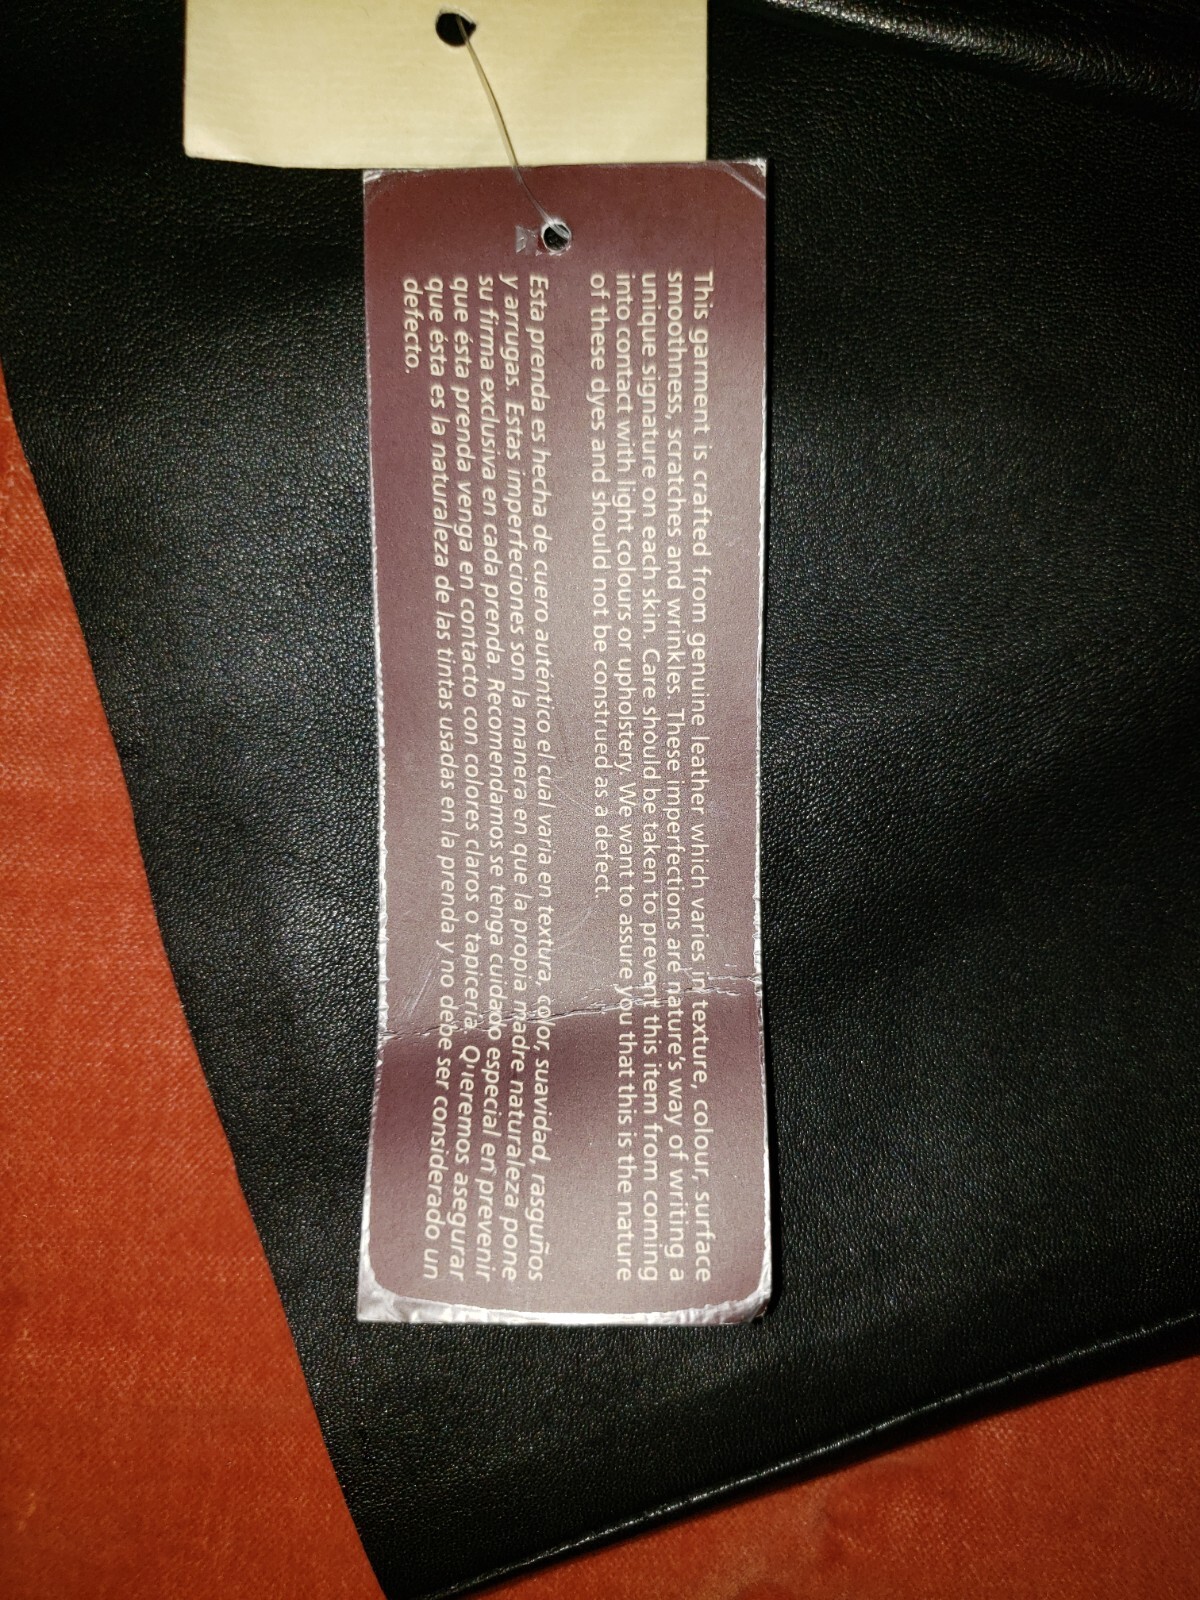 This garment is crafted from genuine leather which varies in texture, colour, surface
smoothness, scratches and wrinkles. These imperfections are nature's way of writing a
unique signature on each skin. Care should be taken to prevent this item from coming
into contact with light colours or upholstery. We want to assure you that this is the nature
of these dyes and should not be construed as a defect.
Esta prenda es hecha de cuero auténtico el cual varia en textura, color, suavidad, rasguños
y arrugas. Estas imperfeciones son la manera en que la propia madre naturaleza pone
su firma exclusiva en cada prenda. Recomendamos se tenga cuidado especial en prevenir
que ésta prenda venga en contacto con colores claros o tapicería. Queremos asegurar
que ésta es la naturaleza de las tintas usadas en la prenda y no debe ser considerado un
defecto.